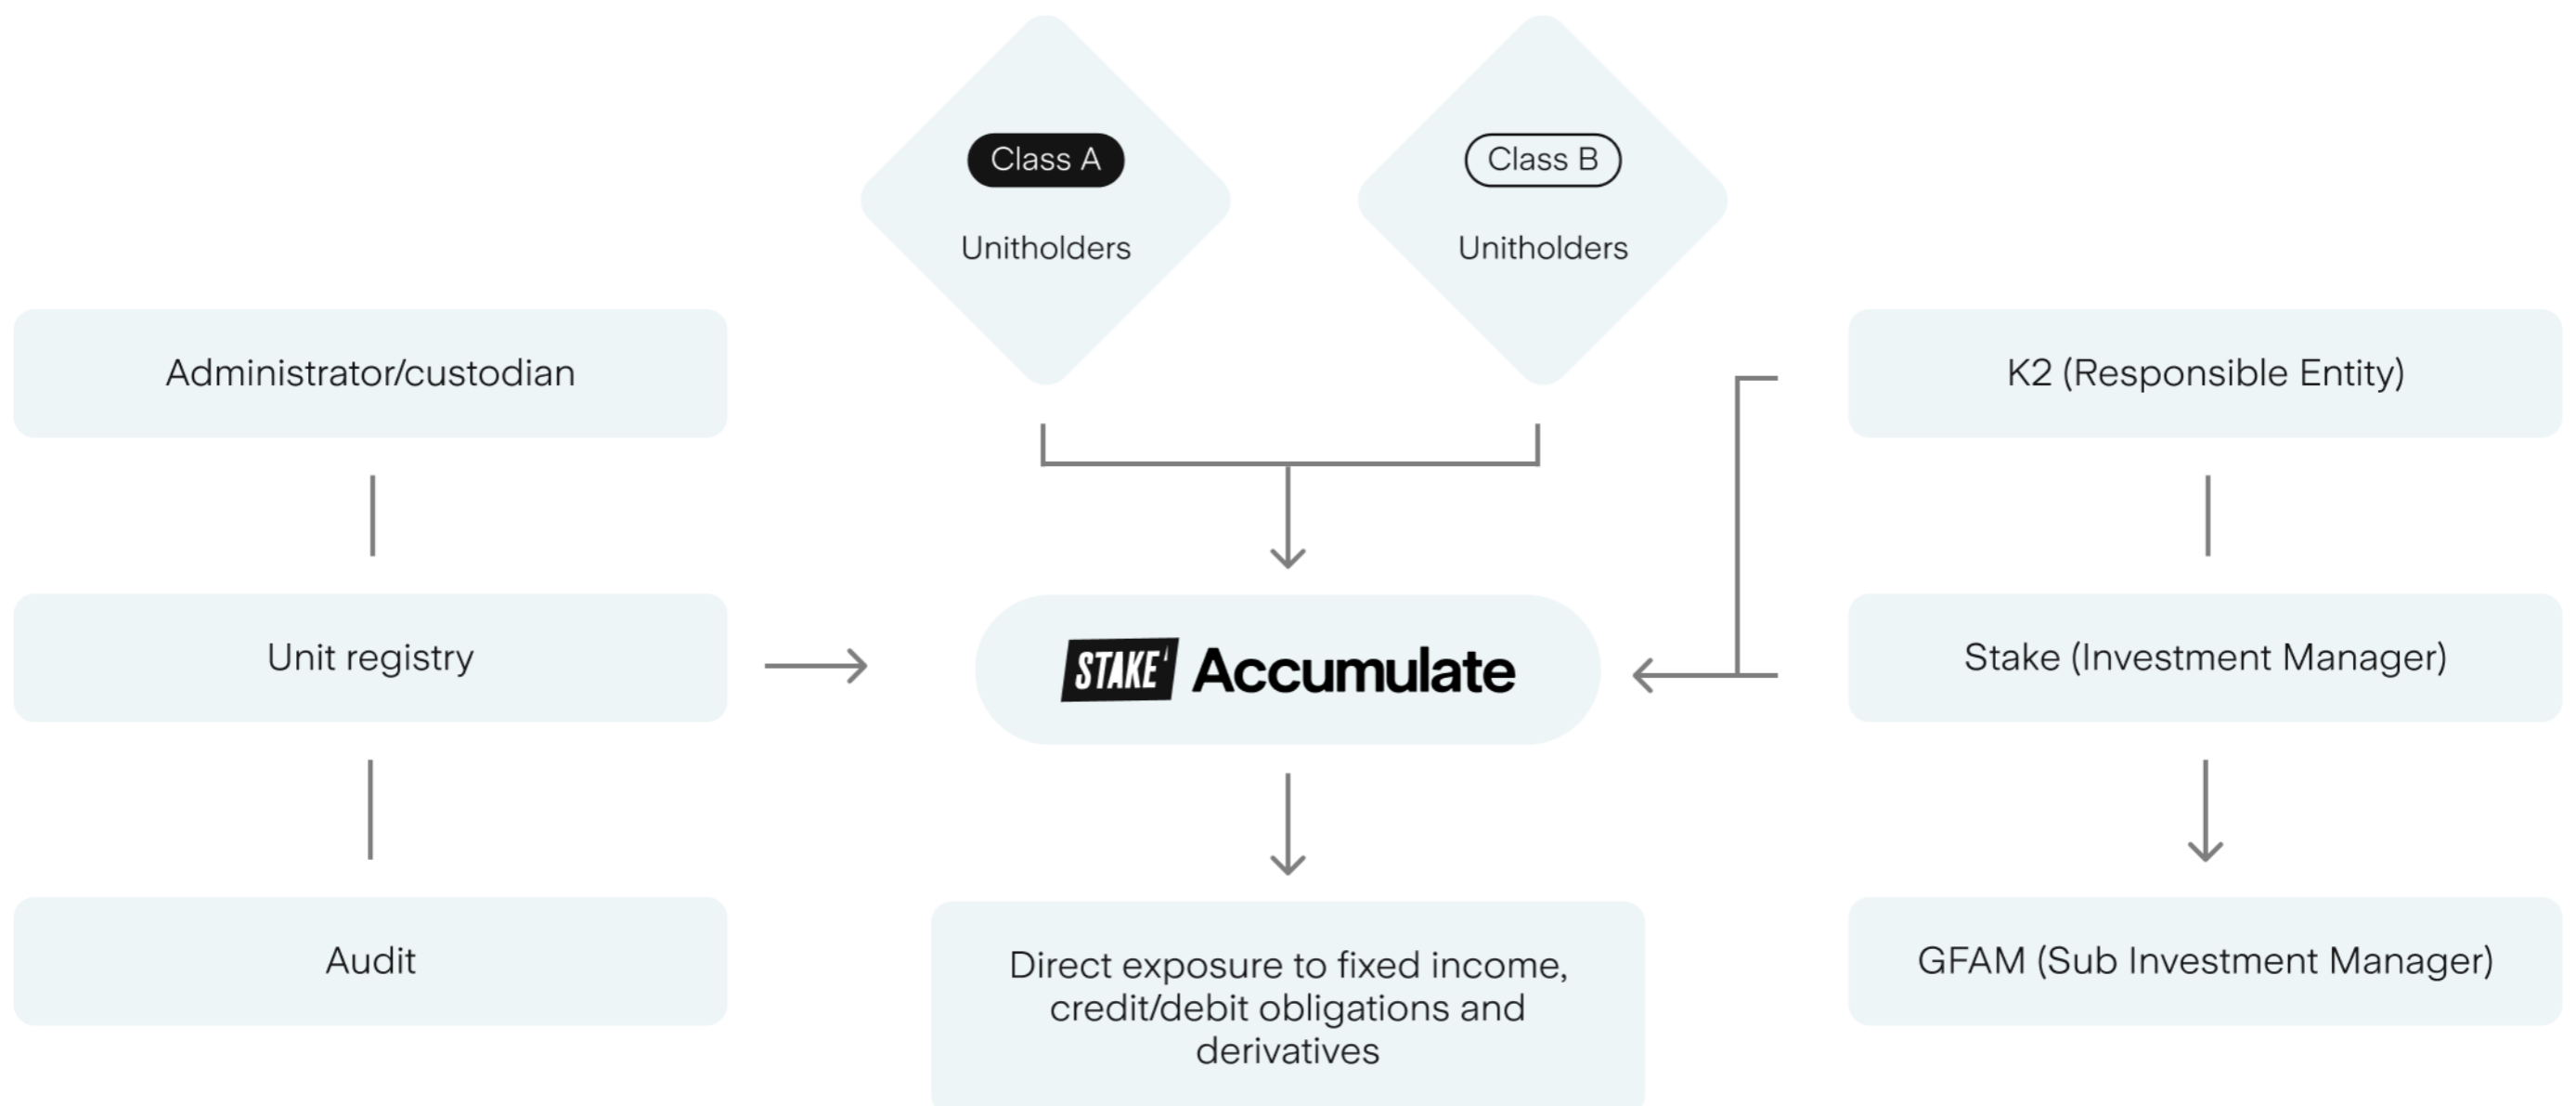 Class A
Unitholders
Class B
Unitholders
Administrator/custodian
K2 (Responsible Entity)
Unit registry
STAKE Accumulate
Stake (Investment Manager)
Audit
Direct exposure to fixed income,
credit/debit obligations and
derivatives
GFAM (Sub Investment Manager)